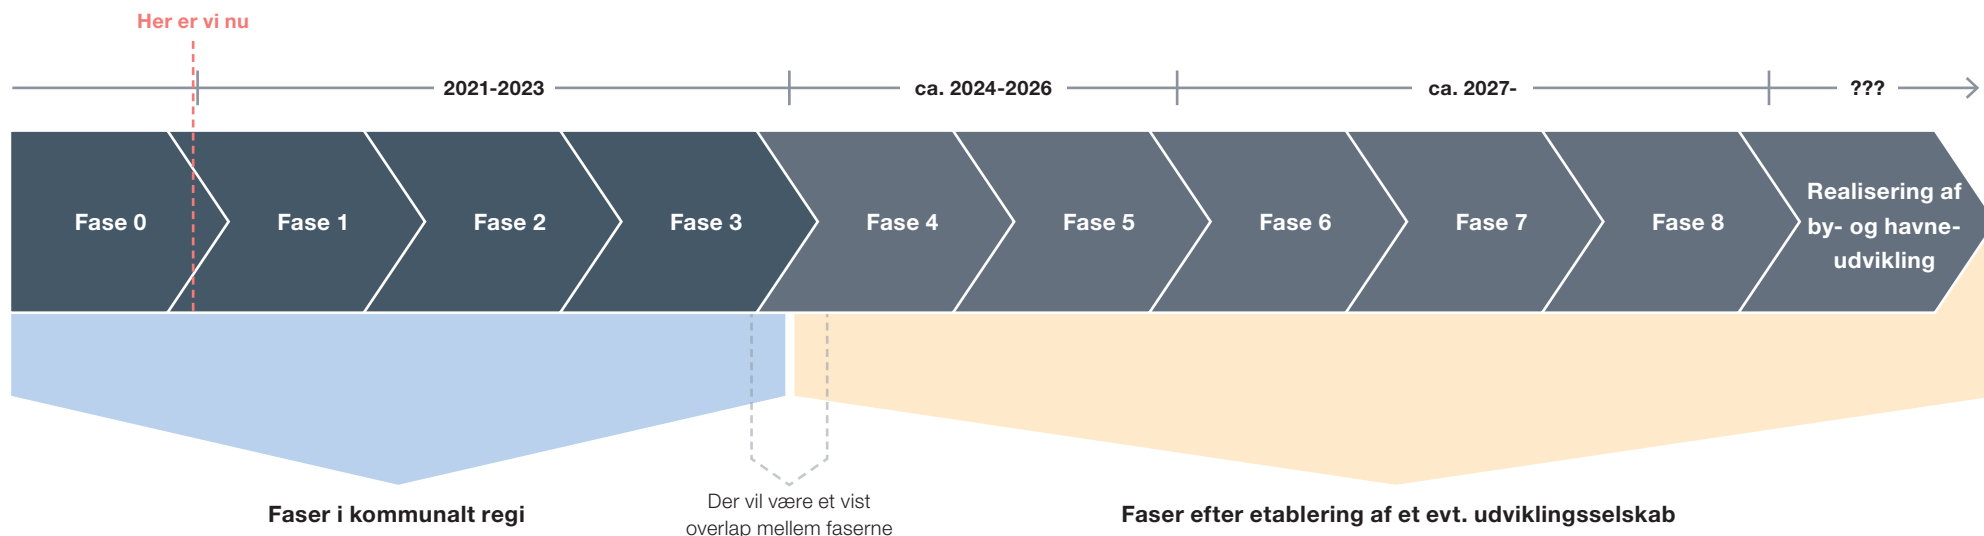 Her er vi nu
2021-2023
ca. 2024-2026
ca. 2027-
???
Fase 0
Fase 1
Fase 2
Fase 3
Fase 4
Fase 5
Fase 6
Fase 7
Fase 8
Realisering af
by- og havne-
udvikling
Faser i kommunalt regi
Der vil være et vist
overlap mellem faserne
Faser efter etablering af et evt. udviklingsselskab